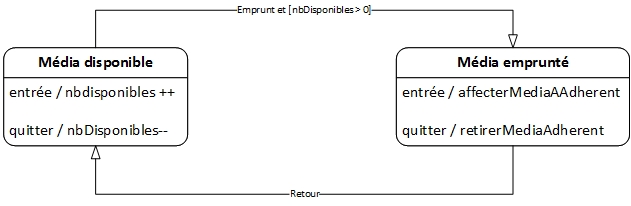 Emprunt et [nbDisponibles > 0]
Média disponible
entrée / nbdisponibles ++
quitter / nbDisponibles--
Média emprunté
entrée / affecterMediaAAdherent
quitter / retirerMediaAdherent
Retour